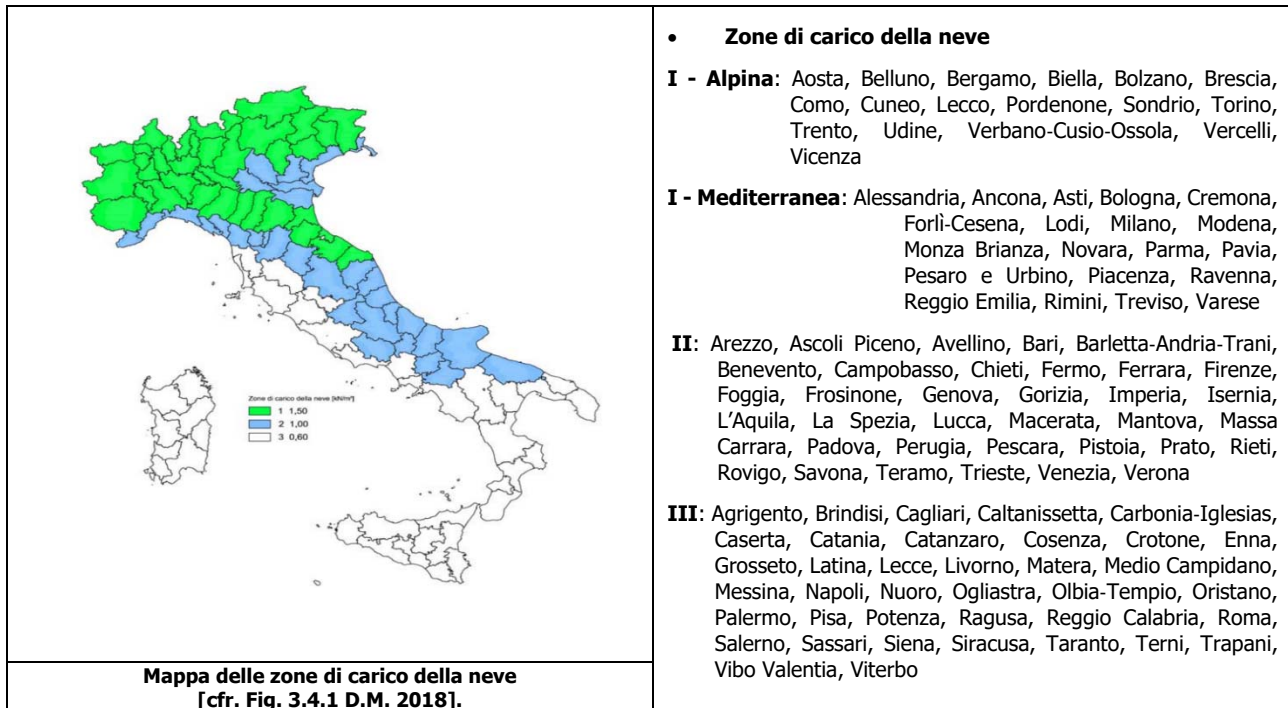 Zone di carico della neve [kN/m²]
1 1,50
2 1,00
3 0,60
Mappa delle zone di carico della neve
[cfr. Fig. 3.4.1 D.M. 2018].
• Zone di carico della neve
I - Alpina: Aosta, Belluno, Bergamo, Biella, Bolzano, Brescia,
Como, Cuneo, Lecco, Pordenone, Sondrio, Torino,
Trento, Udine, Verbano-Cusio-Ossola, Vercelli,
Vicenza
I - Mediterranea: Alessandria, Ancona, Asti, Bologna, Cremona,
Forlì-Cesena, Lodi, Milano, Modena,
Monza Brianza, Novara, Parma, Pavia,
Pesaro e Urbino, Piacenza, Ravenna,
Reggio Emilia, Rimini, Treviso, Varese
II: Arezzo, Ascoli Piceno, Avellino, Bari, Barletta-Andria-Trani,
Benevento, Campobasso, Chieti, Fermo, Ferrara, Firenze,
Foggia, Frosinone, Genova, Gorizia, Imperia, Isernia,
L'Aquila, La Spezia, Lucca, Macerata, Mantova, Massa
Carrara, Padova, Perugia, Pescara, Pistoia, Prato, Rieti,
Rovigo, Savona, Teramo, Trieste, Venezia, Verona
III: Agrigento, Brindisi, Cagliari, Caltanissetta, Carbonia-Iglesias,
Caserta, Catania, Catanzaro, Cosenza, Crotone, Enna,
Grosseto, Latina, Lecce, Livorno, Matera, Medio Campidano,
Messina, Napoli, Nuoro, Ogliastra, Olbia-Tempio, Oristano,
Palermo, Pisa, Potenza, Ragusa, Reggio Calabria, Roma,
Salerno, Sassari, Siena, Siracusa, Taranto, Terni, Trapani,
Vibo Valentia, Viterbo